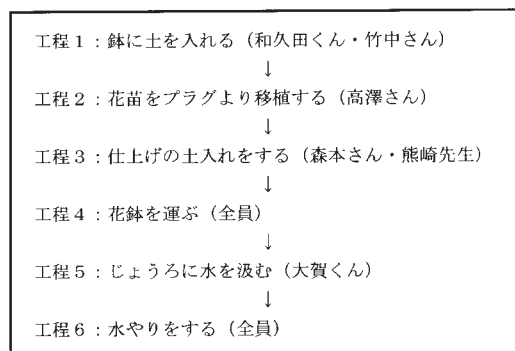 工程1：鉢に土を入れる（和久田くん・竹中さん）
↓
工程2：花苗をプラグより移植する（高澤さん）
↓
工程3：仕上げの土入れをする（森本さん・熊崎先生）
↓
工程4：花鉢を運ぶ（全員）
↓
工程5：じょうろに水を汲む（大賀くん）
↓
工程6：水やりをする（全員）